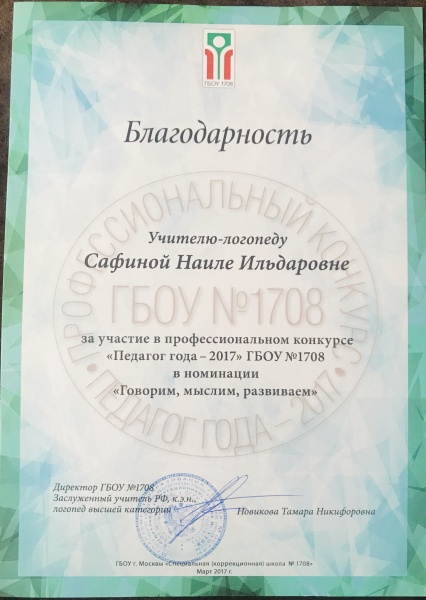 ГБОУ 1708
Благодарность
ПРОФЕССИОНАЛЬНЫЙ КОНКУРС
ГБОУ №1708
• ПЕДАГОГ ГОДА – 2017 •
Учителю-логопеду
Сафиной Наиле Ильдаровне
за участие в профессиональном конкурсе
«Педагог года – 2017» ГБОУ №1708
в номинации
«Говорим, мыслим, развиваем»
Директор ГБОУ №1708
Заслуженный учитель РФ, к.э.н.,
логопед высшей категории
Новикова Тамара Никифоровна
ГБОУ г. Москвы «Специальная (коррекционная) школа № 1708»
Март 2017 г.